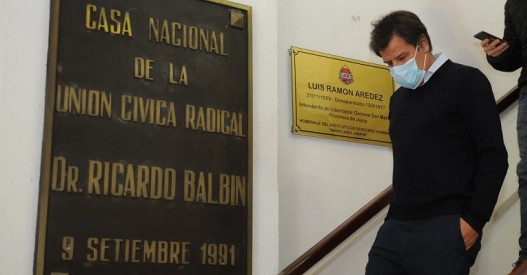 CASA NACIONAL
DE LA
UNION CIVICA RADICAL
DR. RICARDO BALBIN
9 SETIEMBRE 1991
LUIS RAMON AREDEZ
Intendente de Libertador General San Martín
Provincia de Jujuy